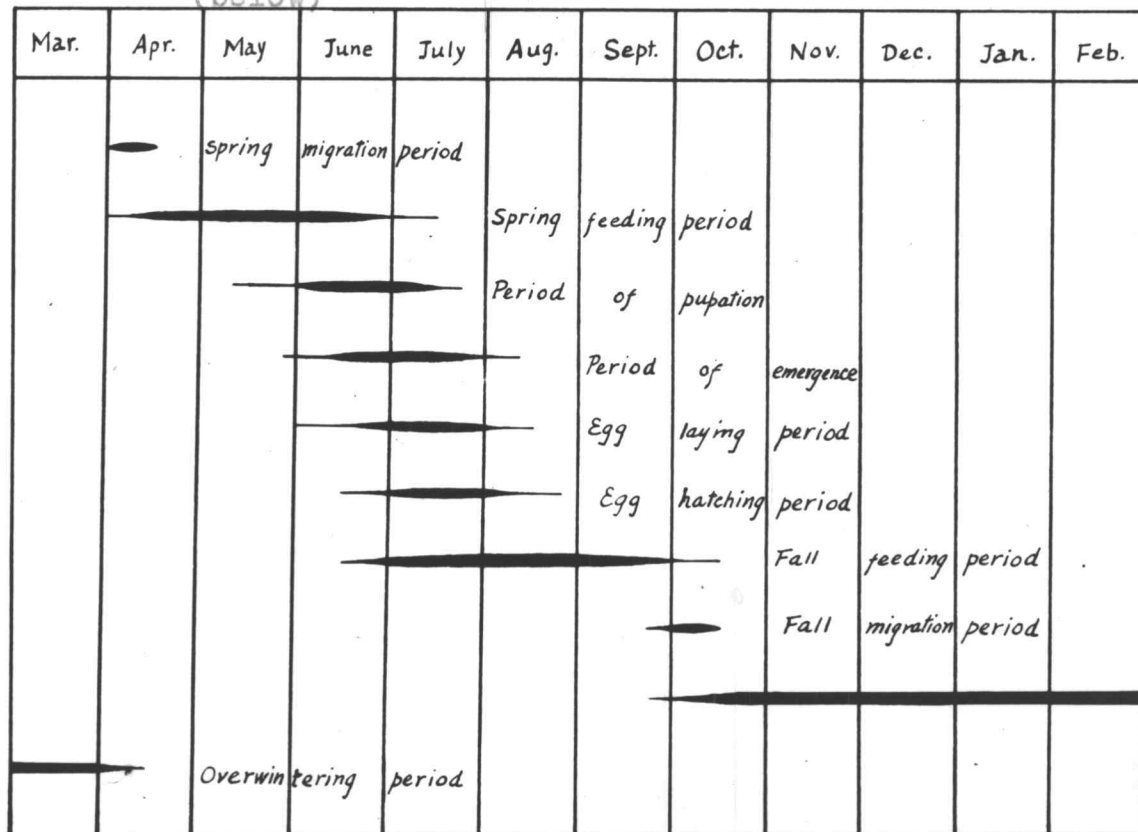 (below)
Mar. Apr. May June July Aug. Sept. Oct. Nov. Dec. Jan. Feb.
Spring migration period
Spring feeding period
Period of pupation
Period of emergence
Egg laying period
Egg hatching period
Fall feeding period
Fall migration period
Overwintering period